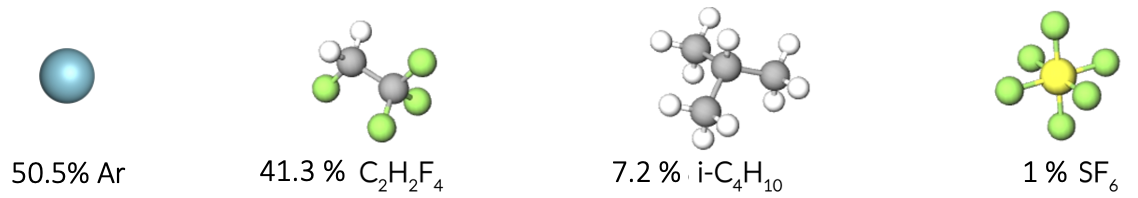 50.5% Ar 41.3 % C₂H₂F₄ 7.2 % i-C₄H₁₀ 1 % SF₆